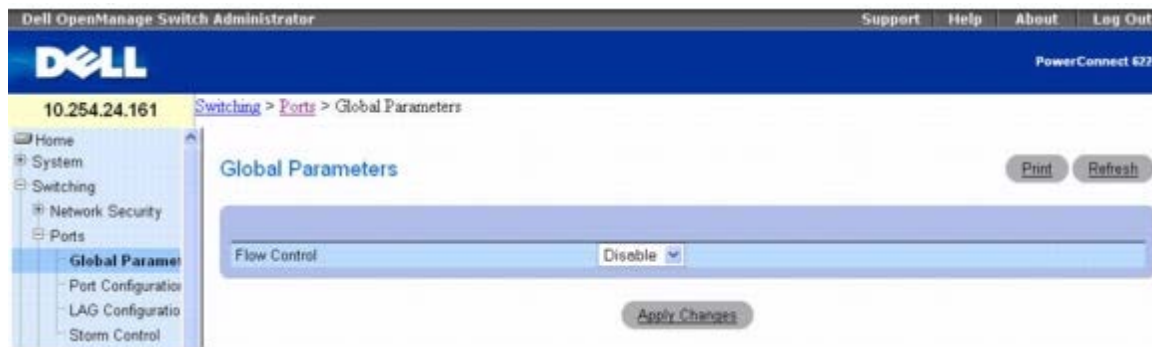 Dell OpenManage Switch Administrator Support Help About Log Out
DELL
PowerConnect 622
10.254.24.161
Switching > Ports > Global Parameters
Home
System
Switching
Network Security
Ports
Global Paramet
Port Configuration
LAG Configuratio
Storm Control
Global Parameters
Print Refresh
Flow Control Disable
Apply Changes